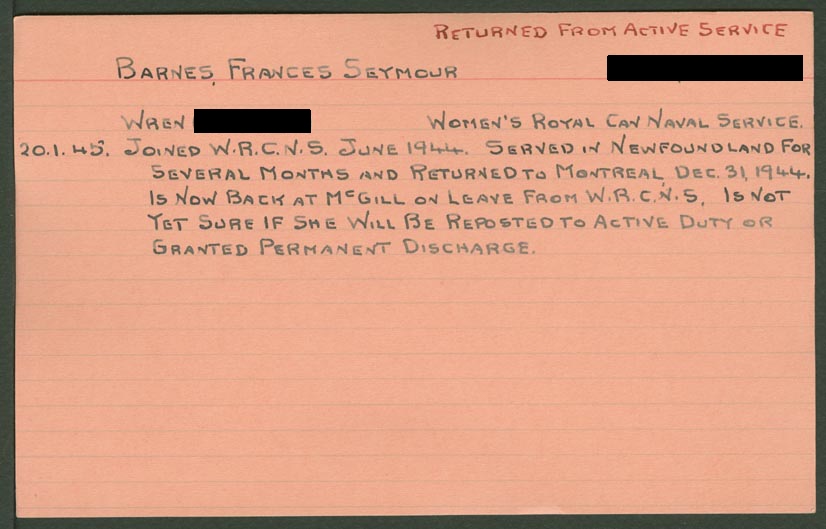 RETURNED FROM ACTIVE SERVICE
BARNES, FRANCES SEYMOUR
WREN WOMEN'S ROYAL CAN NAVAL SERVICE.
20.1.45. JOINED W.R.C.N.S. JUNE 1944. SERVED IN NEWFOUNDLAND FOR
SEVERAL MONTHS AND RETURNED TO MONTREAL, DEC. 31, 1944.
IS NOW BACK AT McGILL ON LEAVE FROM W.R.C.N.S, IS NOT
YET SURE IF SHE WILL BE REPOSTED TO ACTIVE DUTY OR
GRANTED PERMANENT DISCHARGE.